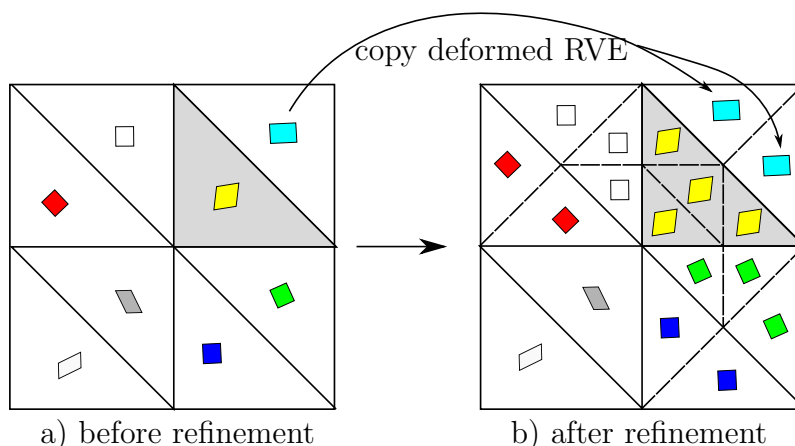 copy deformed RVE
a) before refinement
b) after refinement